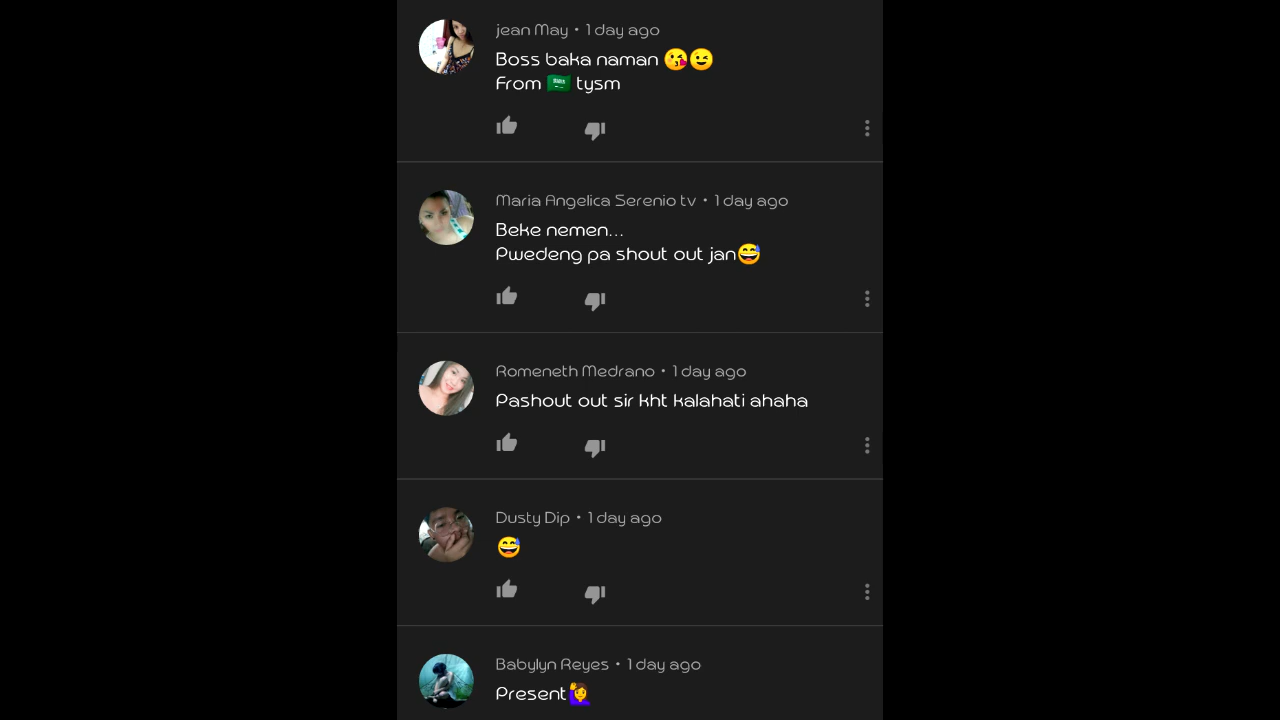 jean May • 1 day ago
Boss baka naman 😘😉
From 🇸🇦 tysm
Maria Angelica Serenio tv • 1 day ago
Beke nemen...
Pwedeng pa shout out jan😅
Romeneth Medrano • 1 day ago
Pashout out sir kht kalahati ahaha
Dusty Dip • 1 day ago
😅
Babylyn Reyes • 1 day ago
Present🙋‍♀️